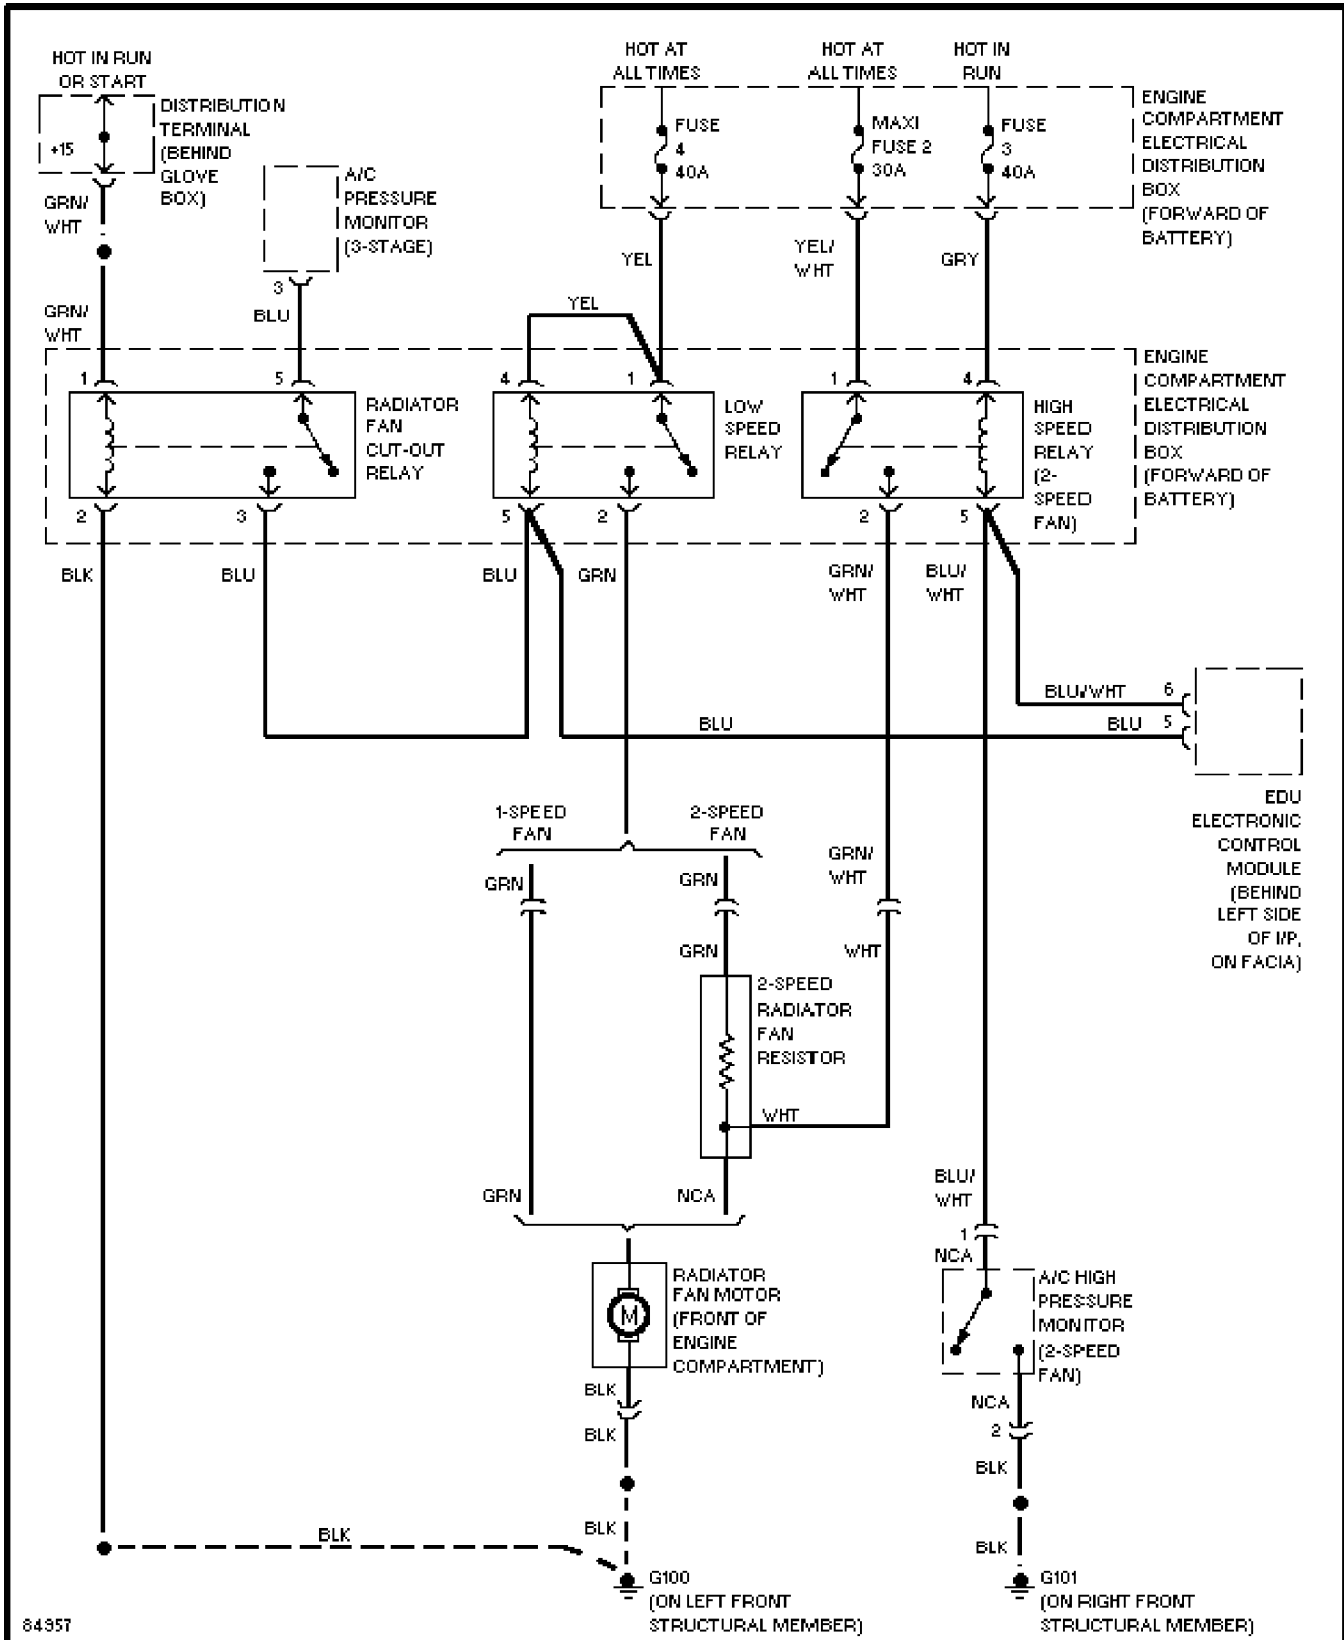 HOT IN RUN
OR START
DISTRIBUTION
TERMINAL
(BEHIND
GLOVE
BOX)
+15
GRN/
WHT
A/C
PRESSURE
MONITOR
(3-STAGE)
3
BLU
GRN/
WHT
HOT AT
ALL TIMES
HOT AT
ALL TIMES
HOT IN
RUN
FUSE
4
40A
MAXI
FUSE 2
30A
FUSE
3
40A
ENGINE
COMPARTMENT
ELECTRICAL
DISTRIBUTION
BOX
(FORWARD OF
BATTERY)
YEL
YEL/
WHT
GRY
YEL
1
5
4
1
1
4
RADIATOR
FAN
CUT-OUT
RELAY
LOW
SPEED
RELAY
HIGH
SPEED
RELAY
(2-
SPEED
FAN)
ENGINE
COMPARTMENT
ELECTRICAL
DISTRIBUTION
BOX
(FORWARD OF
BATTERY)
2
3
5
2
2
5
BLK
BLU
BLU
GRN
GRN/
WHT
BLU/
WHT
BLU/WHT
6
BLU
BLU
5
EDU
ELECTRONIC
CONTROL
MODULE
(BEHIND
LEFT SIDE
OF I/P,
ON FACIA)
1-SPEED
FAN
2-SPEED
FAN
GRN
GRN
GRN/
WHT
GRN
WHT
2-SPEED
RADIATOR
FAN
RESISTOR
WHT
GRN
NCA
BLU/
WHT
1
NCA
RADIATOR
FAN MOTOR
(FRONT OF
ENGINE
COMPARTMENT)
M
A/C HIGH
PRESSURE
MONITOR
(2-SPEED
FAN)
BLK
BLK
NCA
2
BLK
BLK
BLK
BLK
G100
(ON LEFT FRONT
STRUCTURAL MEMBER)
G101
(ON RIGHT FRONT
STRUCTURAL MEMBER)
84957